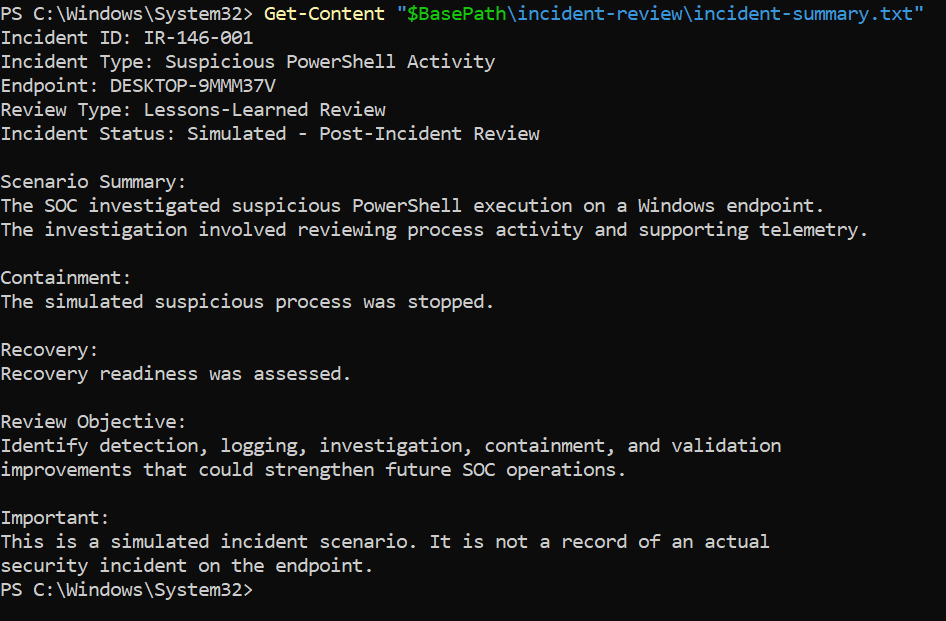 PS C:\Windows\System32> Get-Content "$BasePath\incident-review\incident-summary.txt"
Incident ID: IR-146-001
Incident Type: Suspicious PowerShell Activity
Endpoint: DESKTOP-9MMM37V
Review Type: Lessons-Learned Review
Incident Status: Simulated - Post-Incident Review
Scenario Summary:
The SOC investigated suspicious PowerShell execution on a Windows endpoint.
The investigation involved reviewing process activity and supporting telemetry.
Containment:
The simulated suspicious process was stopped.
Recovery:
Recovery readiness was assessed.
Review Objective:
Identify detection, logging, investigation, containment, and validation
improvements that could strengthen future SOC operations.
Important:
This is a simulated incident scenario. It is not a record of an actual
security incident on the endpoint.
PS C:\Windows\System32>